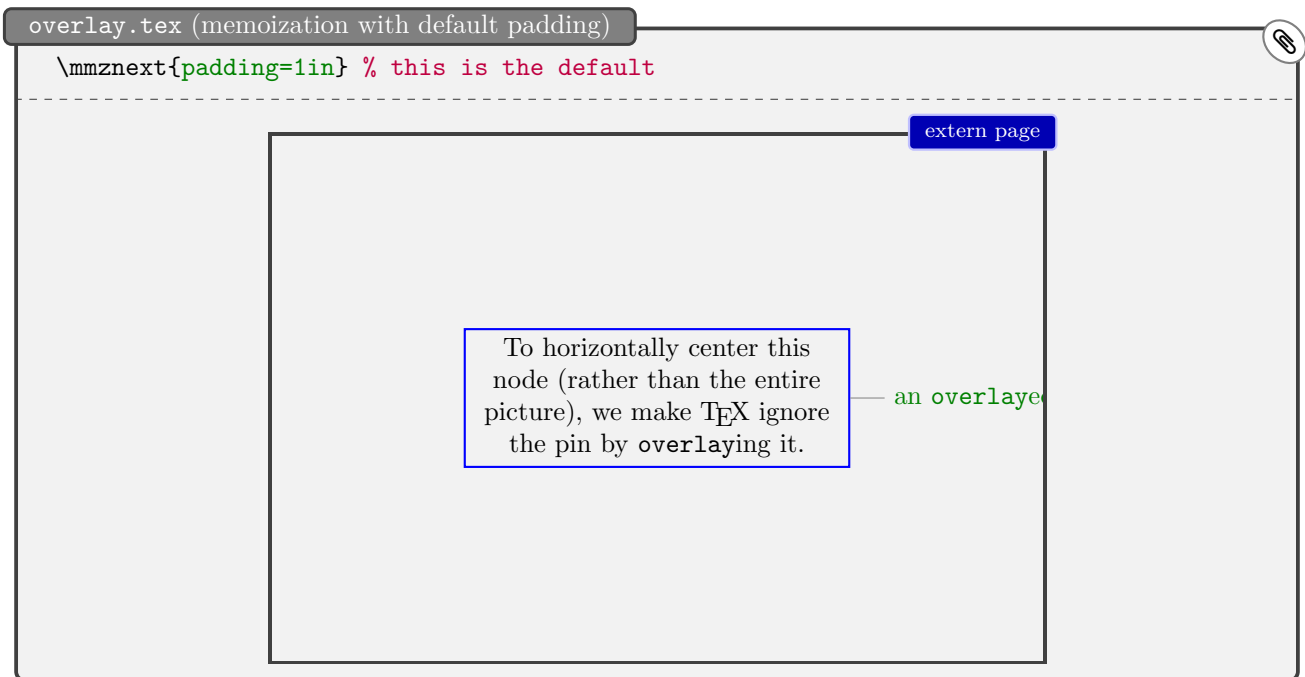 overlay.tex (memoization with default padding)
\mmznext{padding=1in} % this is the default
extern page
To horizontally center this
node (rather than the entire
picture), we make TEX ignore
the pin by overlaying it.
an overlaye